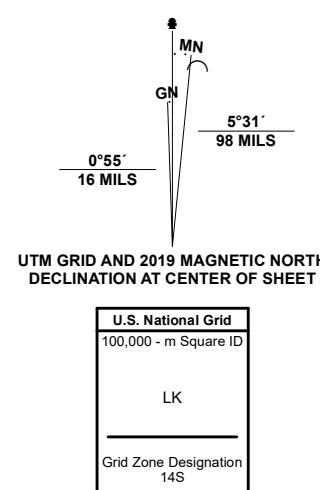 MN
GN
5°31´
98 MILS
0°55´
16 MILS
UTM GRID AND 2019 MAGNETIC NORTH
DECLINATION AT CENTER OF SHEET
U.S. National Grid
100,000 - m Square ID
LK
Grid Zone Designation
14S